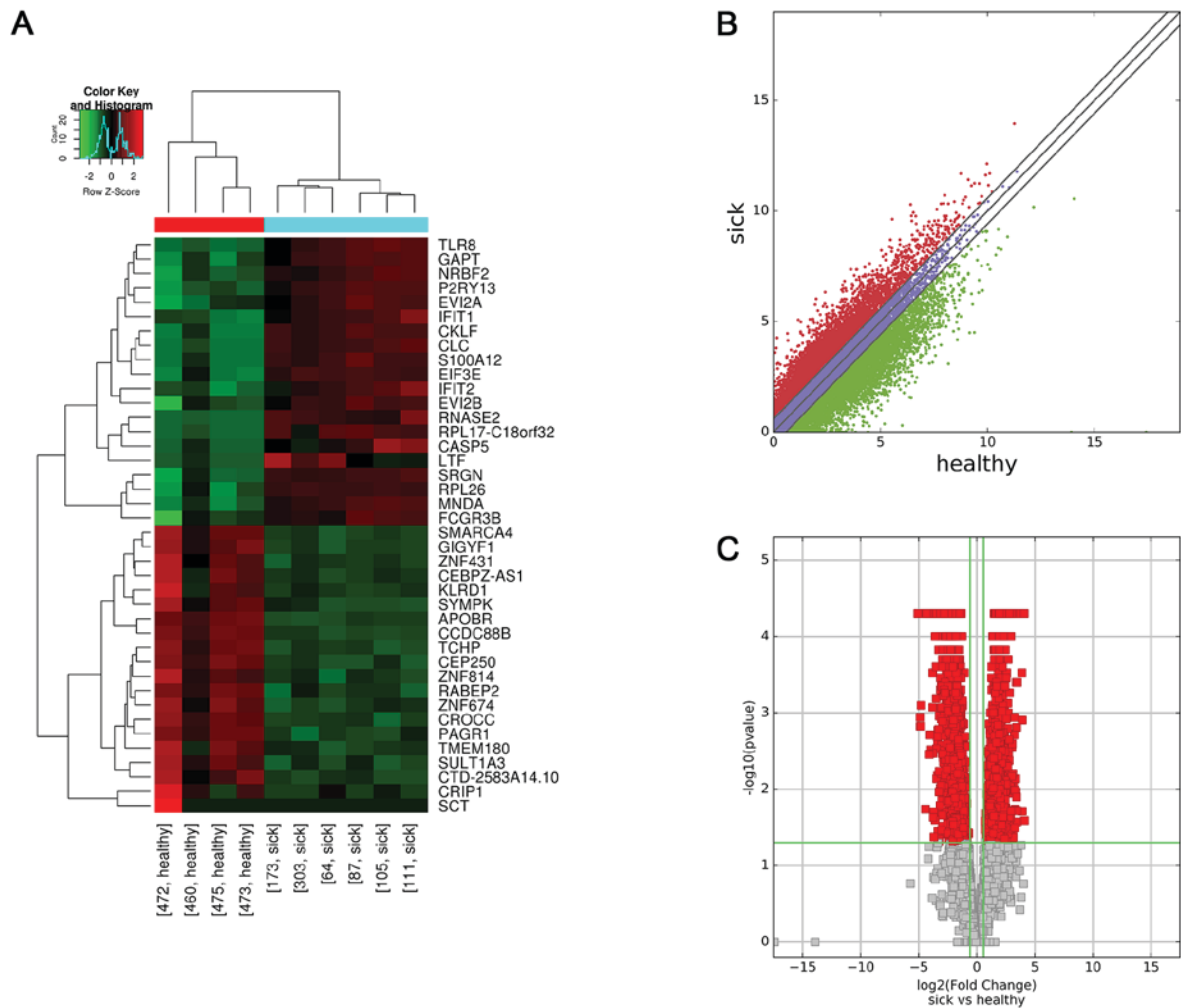 A
Color Key
and Histogram
Count
0 5 10 20
-2 0 2
Row Z-Score
TLR8
GAPT
NRBF2
P2RY13
EVI2A
IFIT1
CKLF
CLC
S100A12
EIF3E
IFIT2
EVI2B
RNASE2
RPL17-C18orf32
CASP5
LTF
SRGN
RPL26
MNDA
FCGR3B
SMARCA4
GIGYF1
ZNF431
CEBPZ-AS1
KLRD1
SYMPK
APOBR
CCDC88B
TCHP
CEP250
ZNF814
RABEP2
ZNF674
CROCC
PAGR1
TMEM180
SULT1A3
CTD-2583A14.10
CRIP1
SCT
[472, healthy]
[460, healthy]
[475, healthy]
[473, healthy]
[173, sick]
[303, sick]
[64, sick]
[87, sick]
[105, sick]
[111, sick]
B
sick
15
10
5
0
0 5 10 15
healthy
C
-log10(pvalue)
5
4
3
2
1
0
−15 −10 −5 0 5 10 15
log2(Fold Change)
sick vs healthy